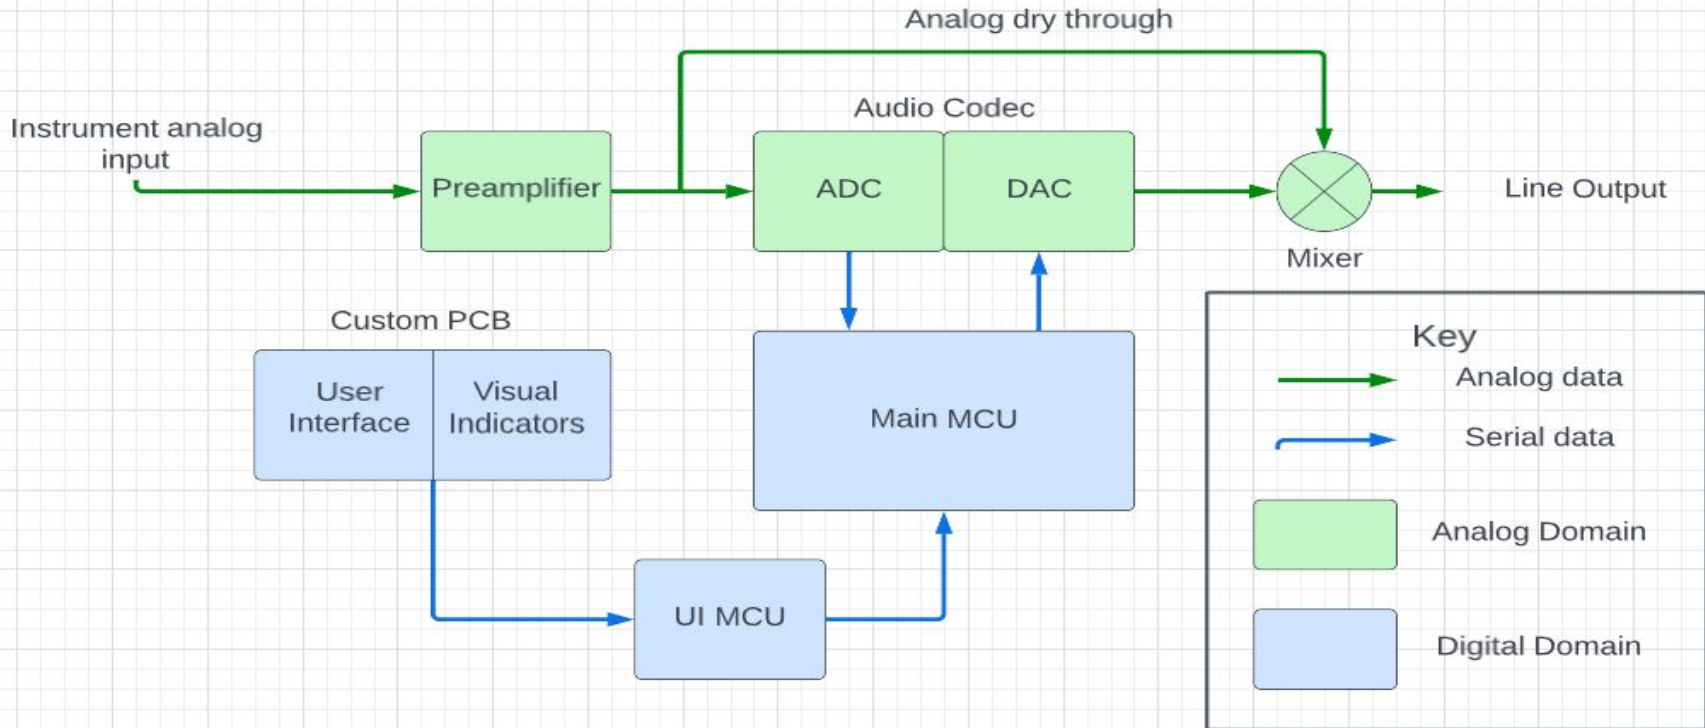 Analog dry through
Audio Codec
Instrument analog
input
Preamplifier
ADC
DAC
Line Output
Mixer
Custom PCB
User
Interface
Visual
Indicators
Main MCU
UI MCU
Key
Analog data
Serial data
Analog Domain
Digital Domain